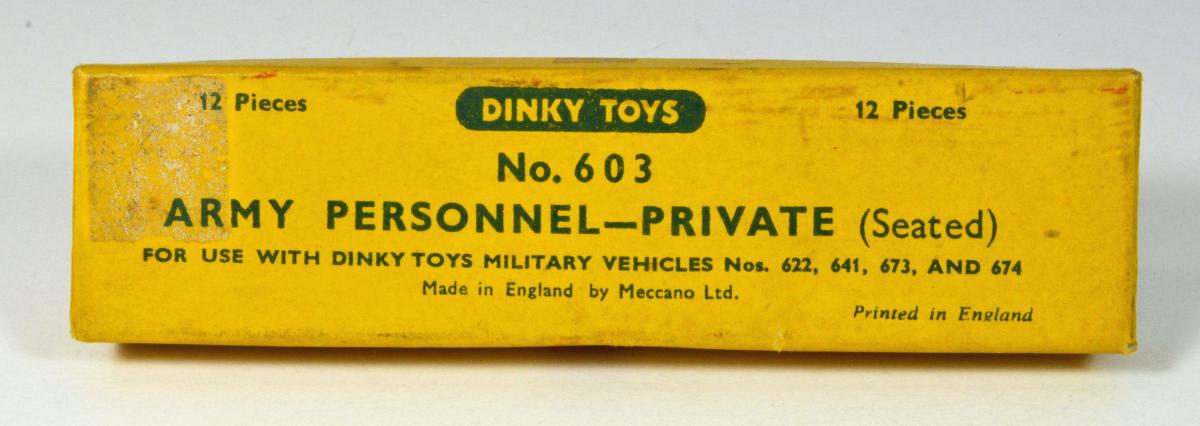 12 Pieces DINKY TOYS 12 Pieces
No. 603
ARMY PERSONNEL—PRIVATE (Seated)
FOR USE WITH DINKY TOYS MILITARY VEHICLES Nos. 622, 641, 673, AND 674
Made in England by Meccano Ltd.
Printed in England